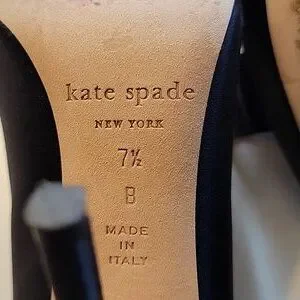 kate spade
NEW YORK
7½
B
MADE
IN
ITALY